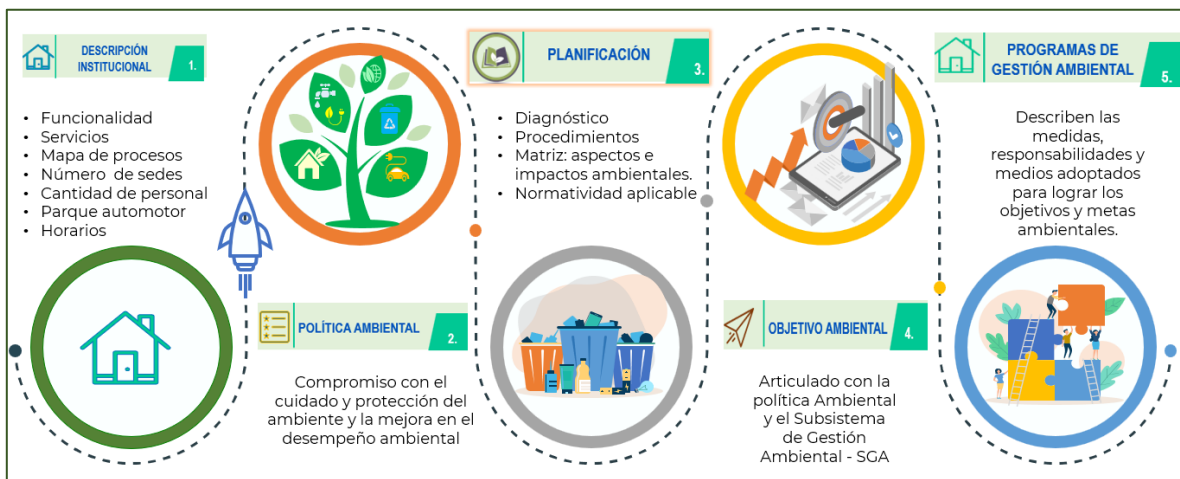 DESCRIPCIÓN
INSTITUCIONAL
1.
• Funcionalidad
• Servicios
• Mapa de procesos
• Número de sedes
• Cantidad de personal
• Parque automotor
• Horarios
POLÍTICA AMBIENTAL
2.
Compromiso con el
cuidado y protección del
ambiente y la mejora en el
desempeño ambiental
PLANIFICACIÓN
3.
• Diagnóstico
• Procedimientos
• Matriz: aspectos e
impactos ambientales.
• Normatividad aplicable
OBJETIVO AMBIENTAL
4.
Articulado con la
política Ambiental
y el Subsistema
de Gestión
Ambiental - SGA
PROGRAMAS DE
GESTIÓN AMBIENTAL
5.
Describen las
medidas,
responsabilidades y
medios adoptados
para lograr los
objetivos y metas
ambientales.